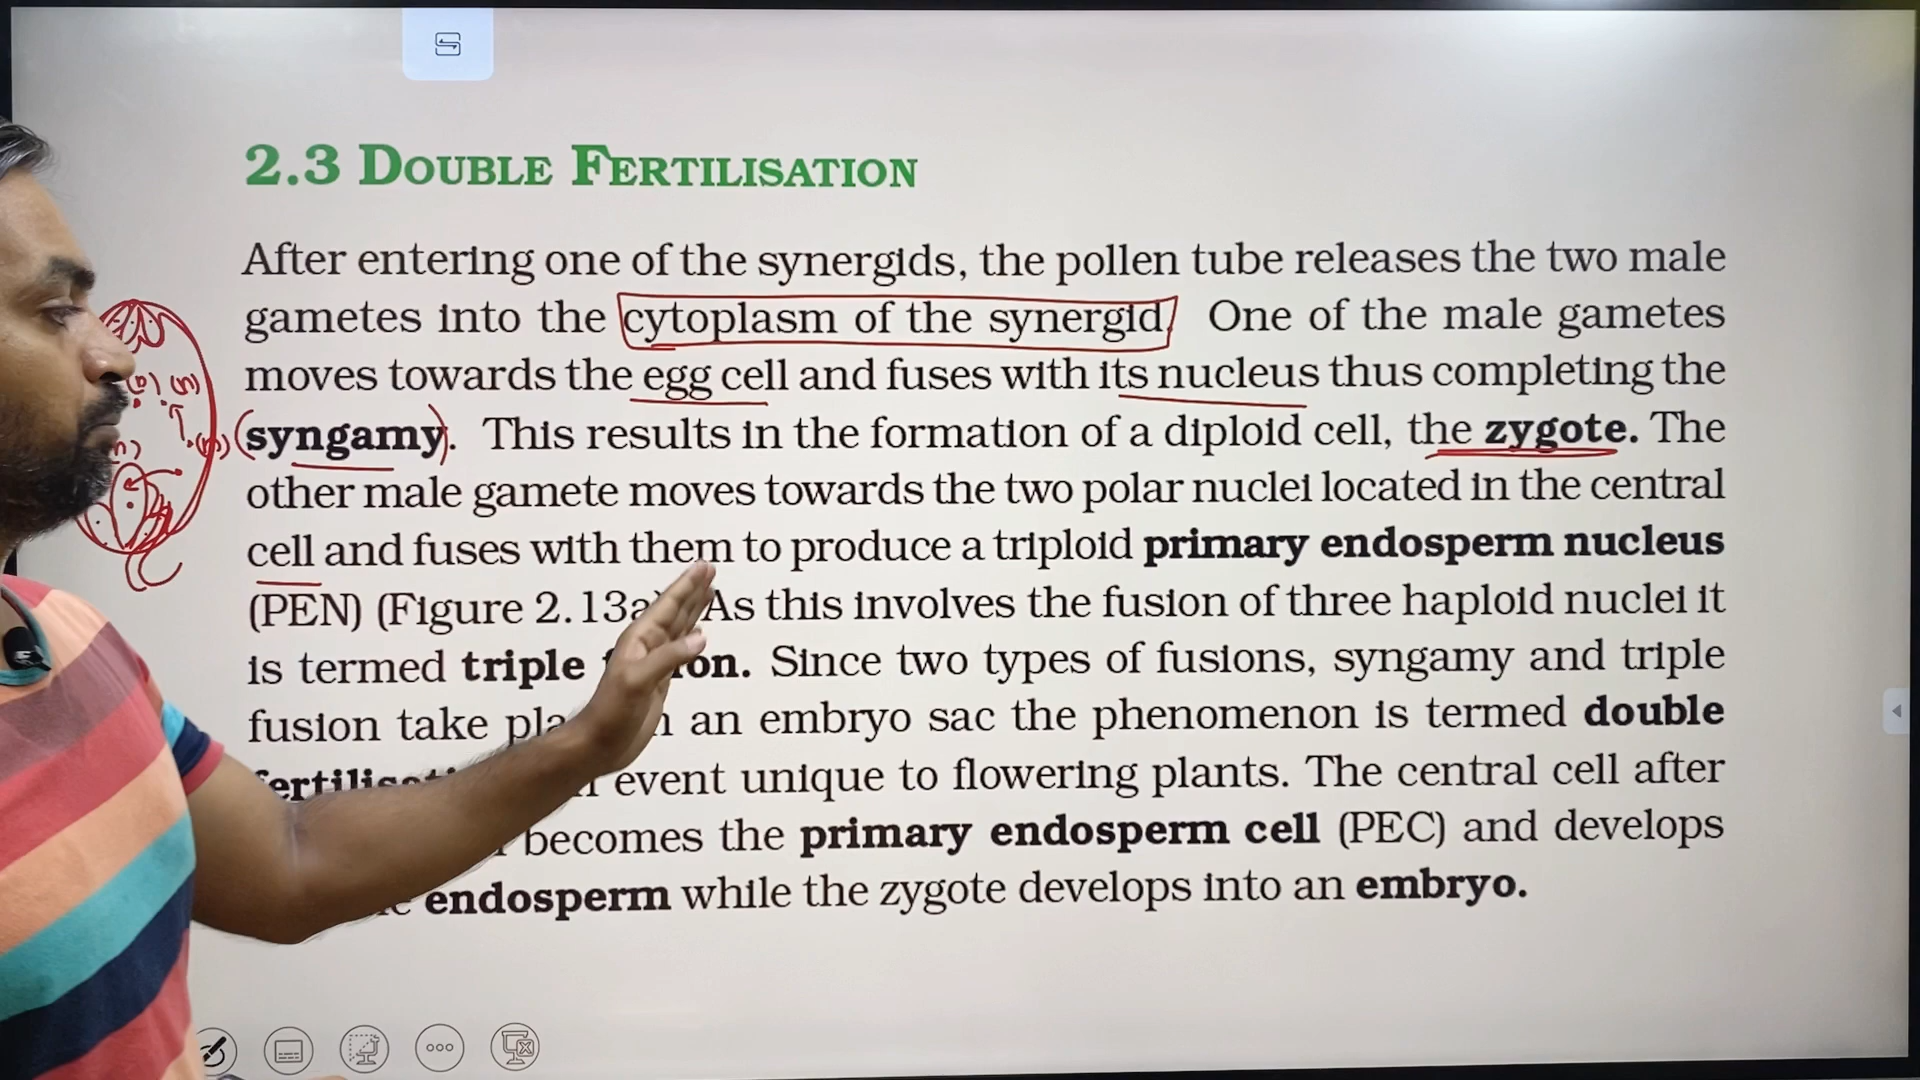 2.3 DOUBLE FERTILISATION
After entering one of the synergids, the pollen tube releases the two male
gametes into the cytoplasm of the synergid. One of the male gametes
moves towards the egg cell and fuses with its nucleus thus completing the
(syngamy). This results in the formation of a diploid cell, the zygote. The
other male gamete moves towards the two polar nuclei located in the central
cell and fuses with them to produce a triploid primary endosperm nucleus
(PEN) (Figure 2.13a As this involves the fusion of three haploid nuclei it
is termed triple Since two types of fusions, syngamy and triple
fusion take an embryo sac the phenomenon is termed double
event unique to flowering plants. The central cell after
becomes the primary endosperm cell (PEC) and develops
endosperm while the zygote develops into an embryo.